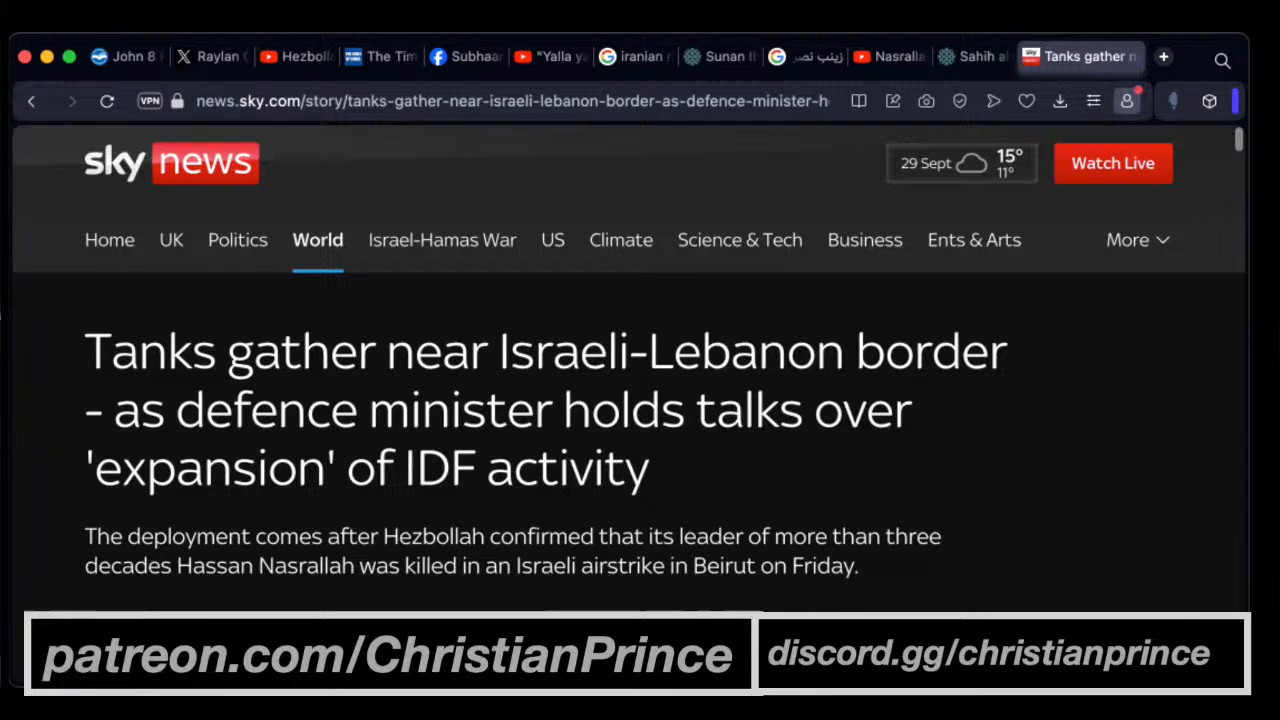 John 8
Raylan
Hezboll
The Tim
Subhaa
"Yalla ya
iranian r
Sunan I
زينب نصر
Nasralla
Sahih al
Tanks gather n
VPN
news.sky.com/story/tanks-gather-near-israeli-lebanon-border-as-defence-minister-h
sky news
29 Sept
15°
11°
Watch Live
Home
UK
Politics
World
Israel-Hamas War
US
Climate
Science & Tech
Business
Ents & Arts
More
Tanks gather near Israeli-Lebanon border
- as defence minister holds talks over
'expansion' of IDF activity
The deployment comes after Hezbollah confirmed that its leader of more than three
decades Hassan Nasrallah was killed in an Israeli airstrike in Beirut on Friday.
patreon.com/ChristianPrince
discord.gg/christianprince